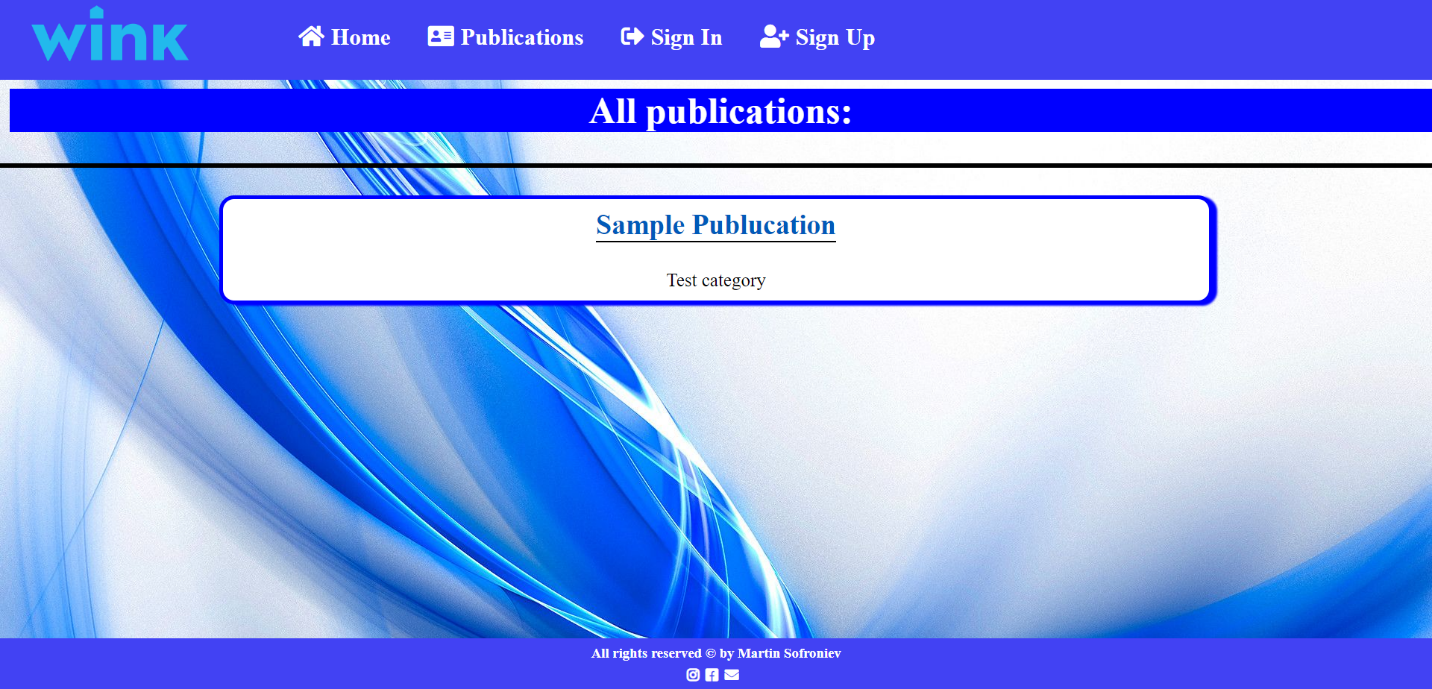 wink
Home Publications Sign In Sign Up
All publications:
Sample Publucation
Test category
All rights reserved © by Martin Sofroniev